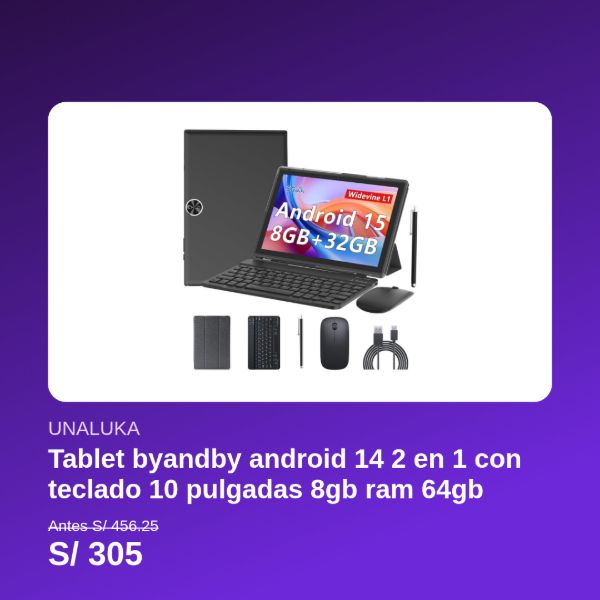 Widevine L1
Android 15
8GB+32GB
UNALUKA
Tablet byandby android 14 2 en 1 con
teclado 10 pulgadas 8gb ram 64gb
Antes S/ 456.25
S/ 305